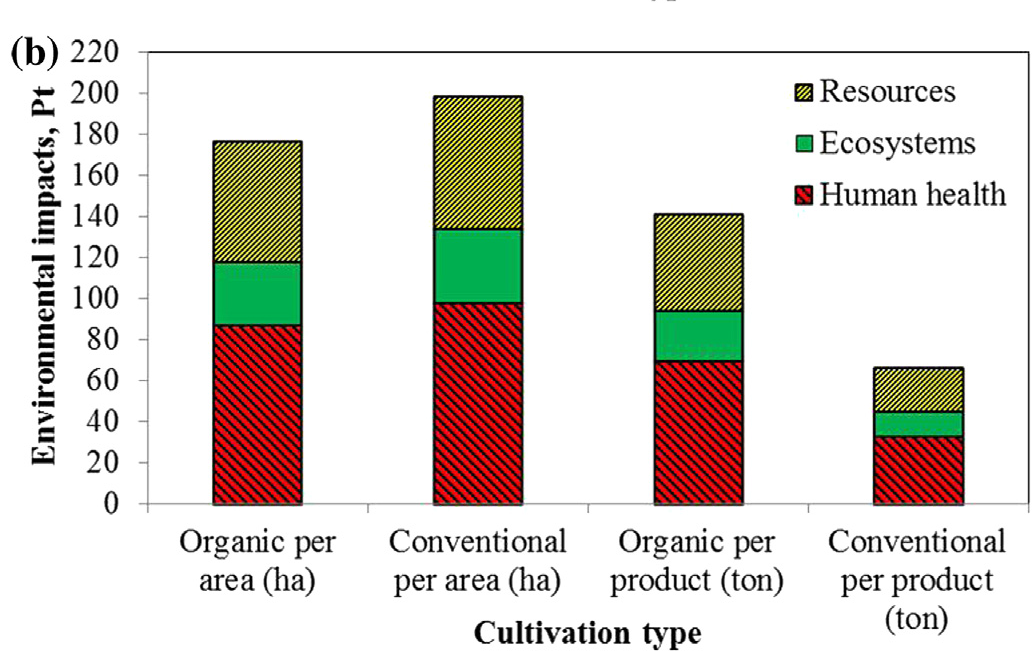 (b)
Environmental impacts, Pt
220
200
180
160
140
120
100
80
60
40
20
0
Resources
Ecosystems
Human health
Organic per
area (ha)
Conventional
per area (ha)
Organic per
product (ton)
Conventional
per product
(ton)
Cultivation type